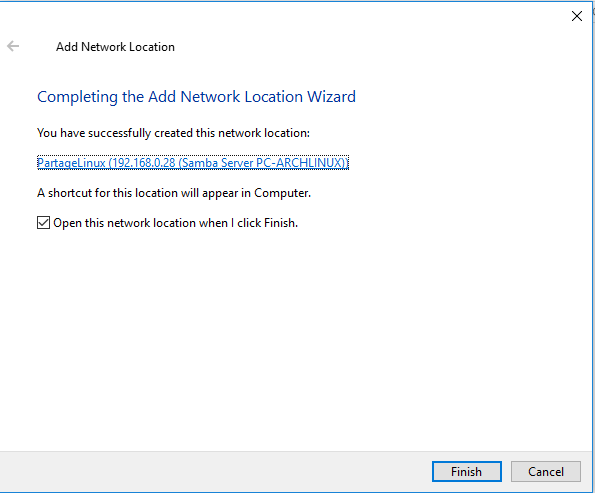 Add Network Location
Completing the Add Network Location Wizard
You have successfully created this network location:
PartageLinux (192.168.0.28 (Samba Server PC-ARCHLINUX))
A shortcut for this location will appear in Computer.
Open this network location when I click Finish.
Finish
Cancel